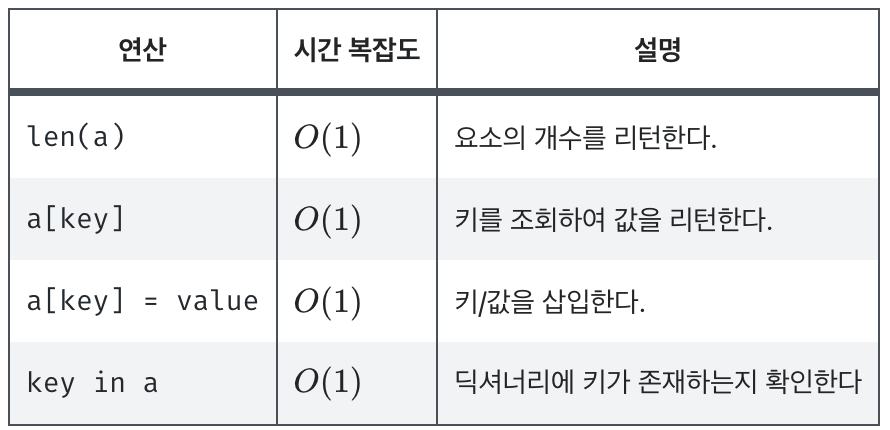 연산 시간 복잡도 설명
len(a) O(1) 요소의 개수를 리턴한다.
a[key] O(1) 키를 조회하여 값을 리턴한다.
a[key] = value O(1) 키/값을 삽입한다.
key in a O(1) 딕셔너리에 키가 존재하는지 확인한다